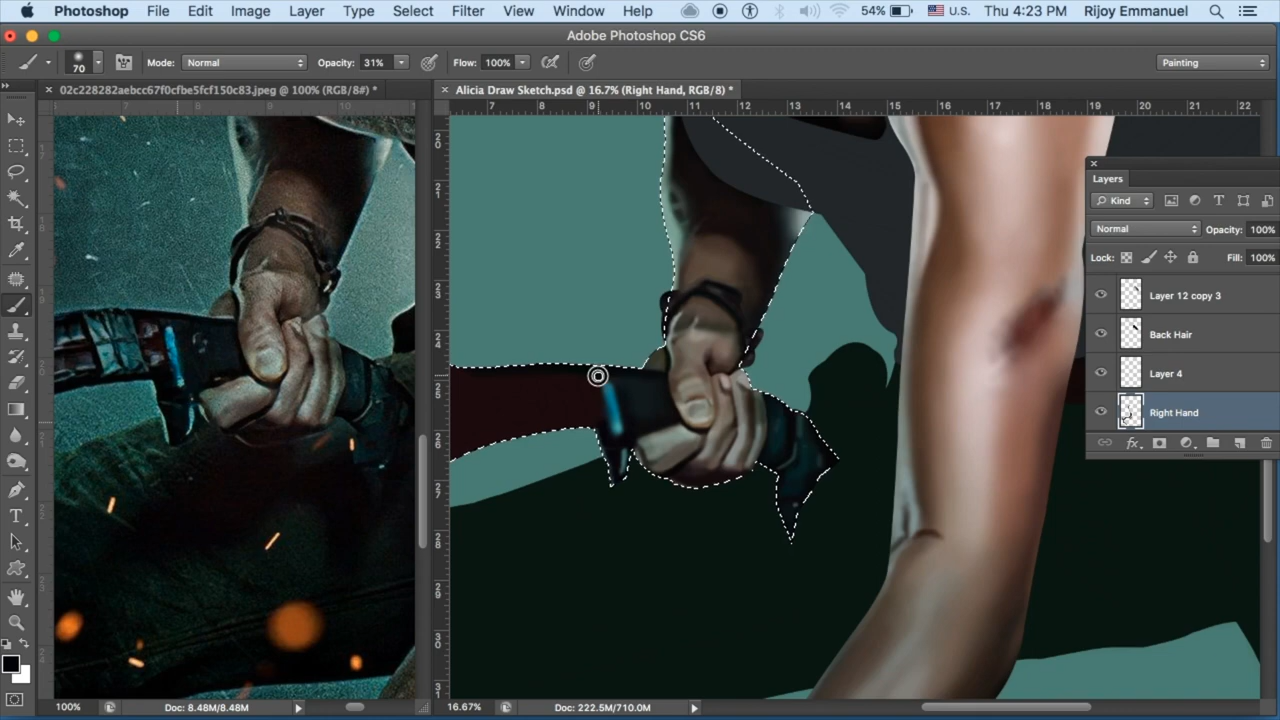 Photoshop File Edit Image Layer Type Select Filter View Window Help 54% U.S. Thu 4:23 PM Rijoy Emmanuel
Adobe Photoshop CS6
70 Mode: Normal Opacity: 31% Flow: 100% Painting
02c228282aebcc67f0cfbe5fcf150c83.jpeg @ 100% (RGB/8#) *
Alicia Draw Sketch.psd @ 16.7% (Right Hand, RGB/8) *
7 8 9 10 11 12 13 14 15 16 17 18 19 20 21 22
Layers
Kind
Normal Opacity: 100%
Lock: Fill: 100%
Layer 12 copy 3
Back Hair
Layer 4
Right Hand
100% Doc: 8.48M/8.48M
16.67% Doc: 222.5M/710.0M